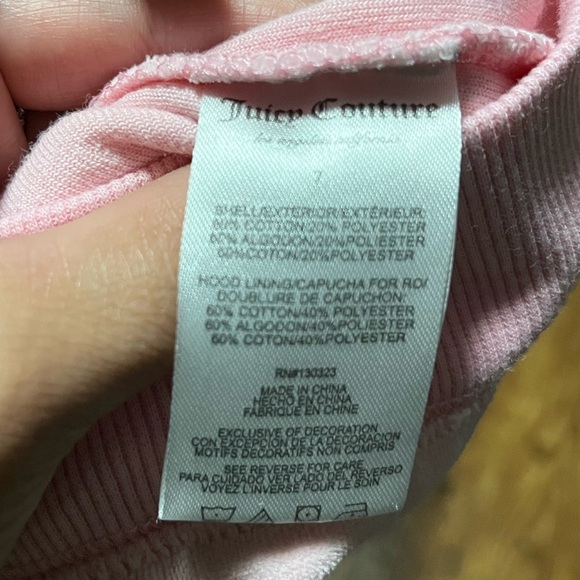 Juicy Couture
los angeles california
7
SHELL/EXTERIOR/EXTÉRIEUR
80% COTTON/20% POLYESTER
80% ALGODON/20%POLIESTER
80% COTON/20% POLYESTER
HOOD LINING/CAPUCHA FOR RO/
DOUBLURE DE CAPUCHON:
60% COTTON/40% POLYESTER
60% ALGODON/40%POLIESTER
60% COTON/40% POLYESTER
RN#130323
MADE IN CHINA
HECHO EN CHINA
FABRIQUE EN CHINE
EXCLUSIVE OF DECORATION
CON EXCEPCION DE LA DECORACION
MOTIFS DECORATIFS NON COMPRIS
SEE REVERSE FOR CARE
PARA CUIDADO VER LADO DEL REVERSO
VOYEZ L'INVERSE POUR LE SOIN